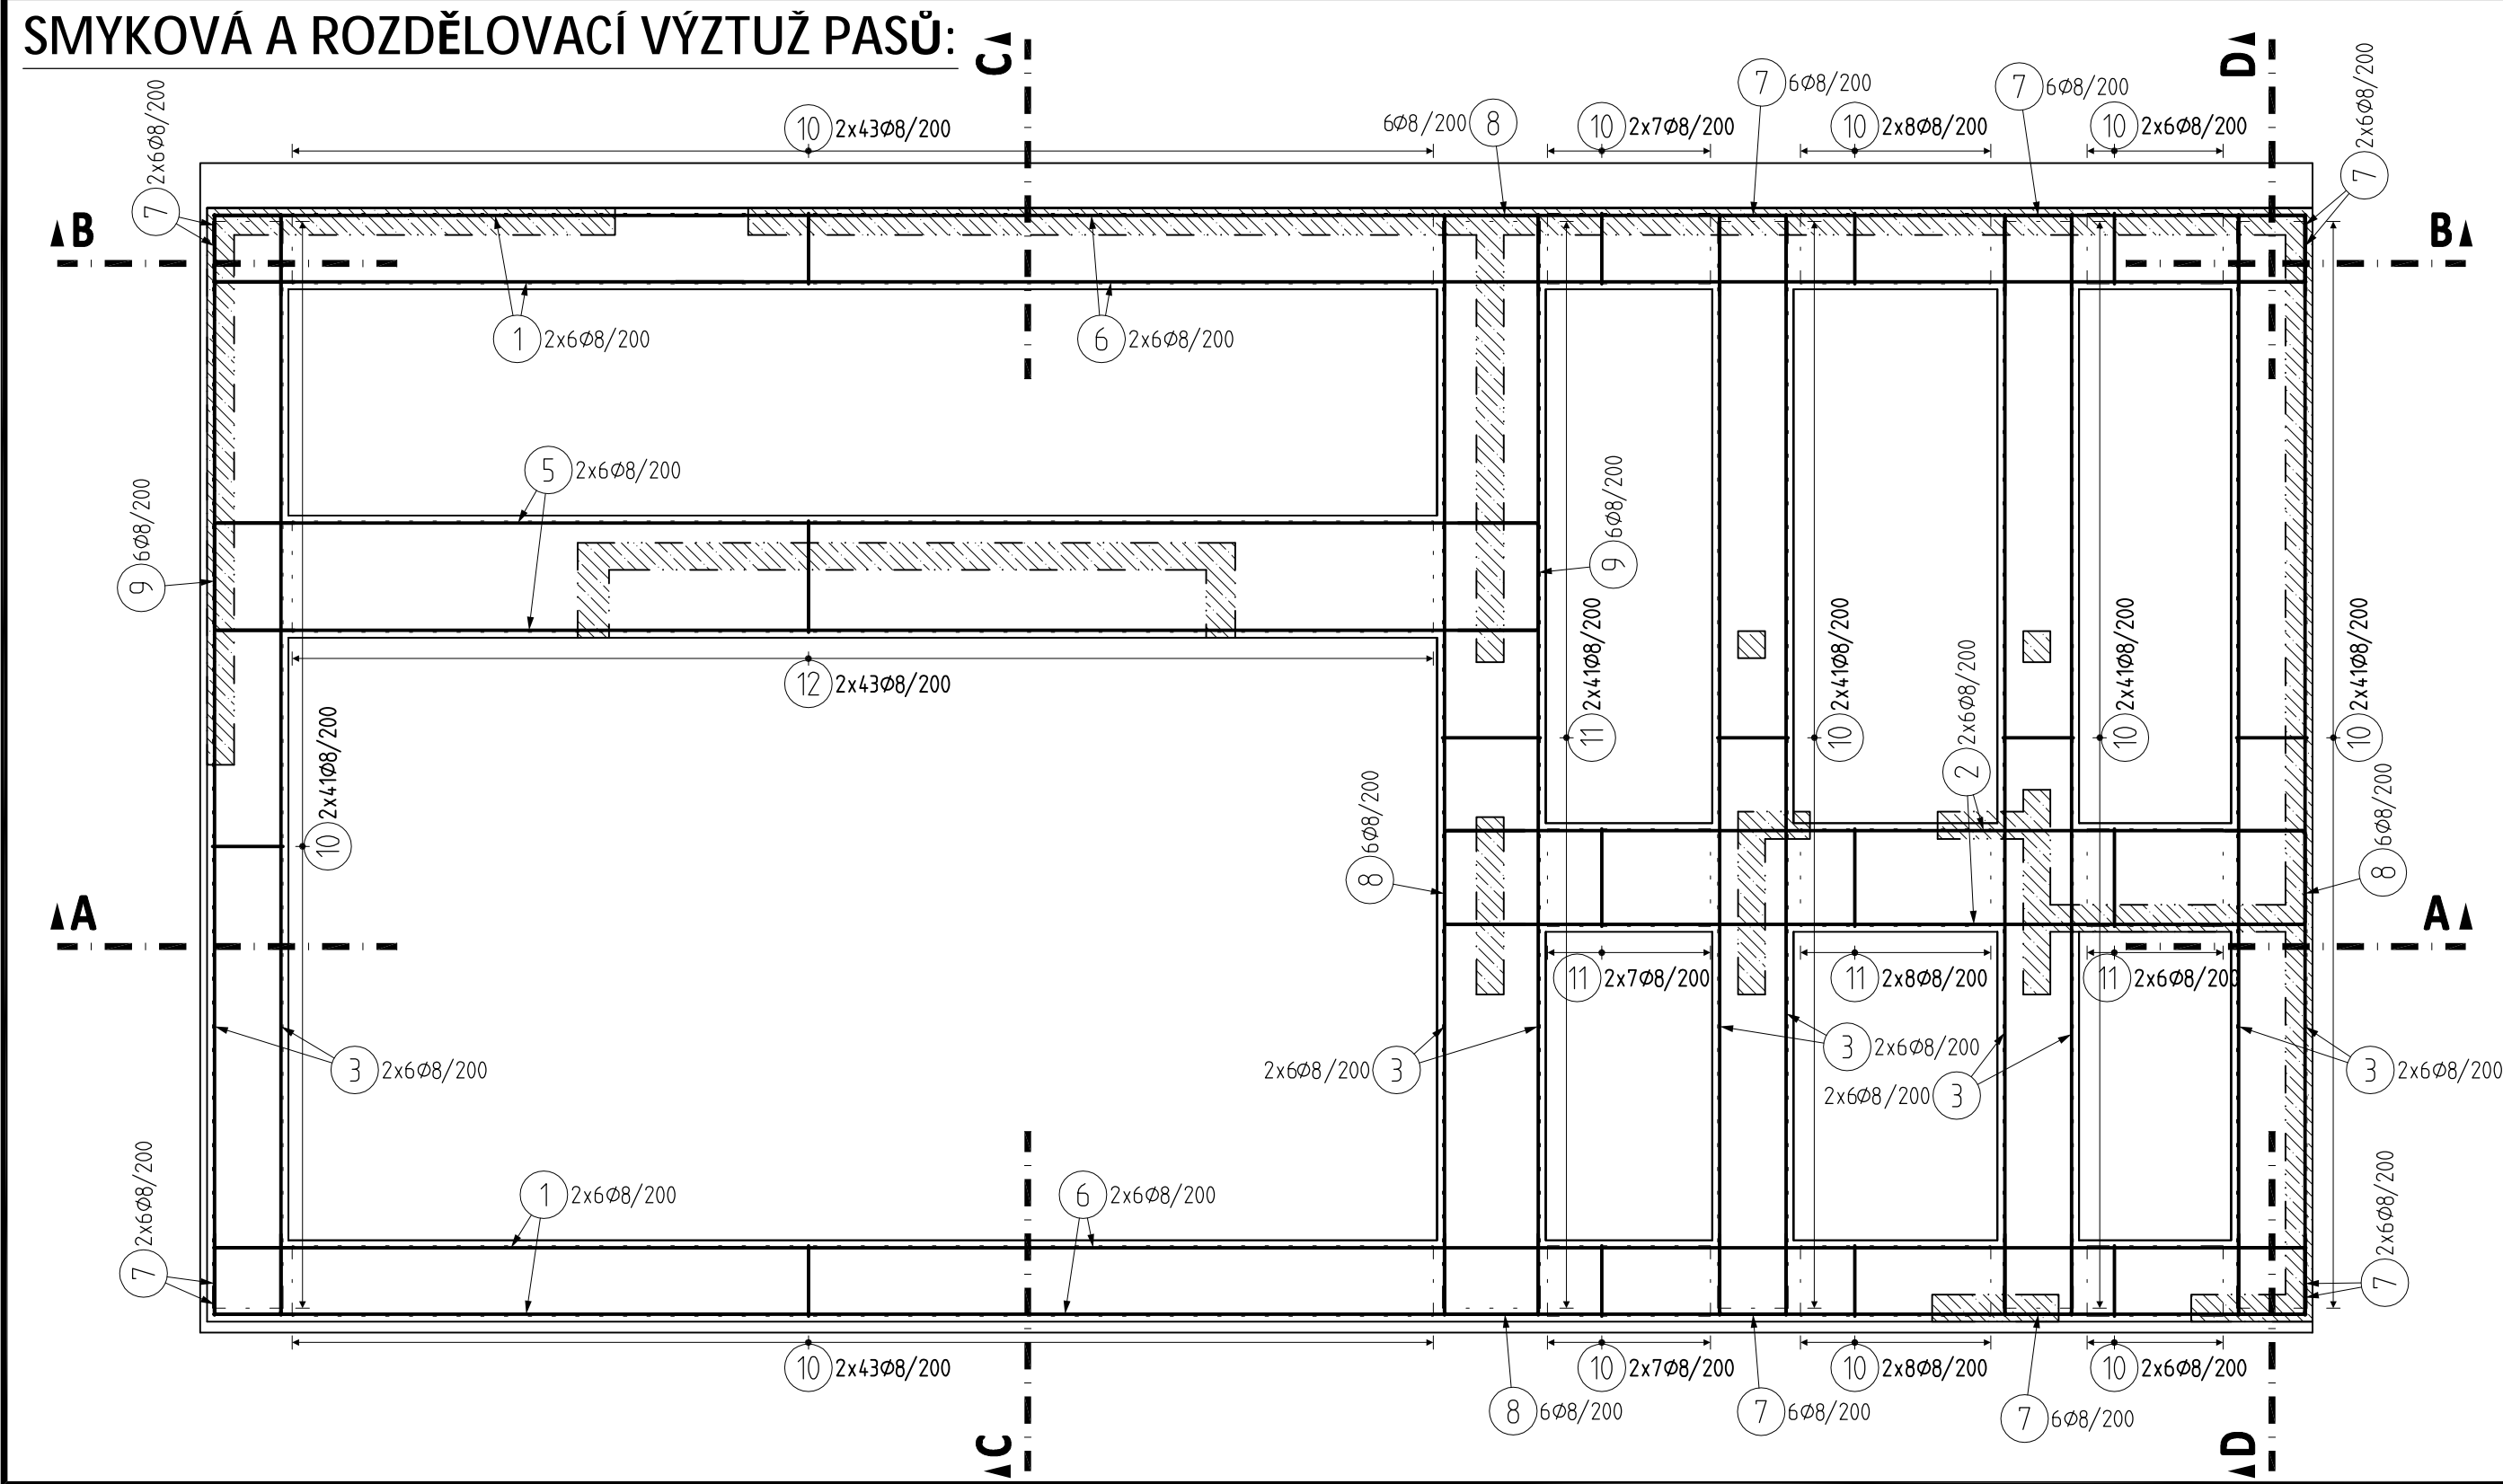 SMYKOVÁ A ROZDĚLOVACÍ VÝZTUŽ PASŮ:
C
D
7 2x6Ø8/200
10 2x43Ø8/200
6Ø8/200 8
10 2x7Ø8/200
7 6Ø8/200
10 2x8Ø8/200
7 6Ø8/200
10 2x6Ø8/200
7 2x6Ø8/200
B
B
1 2x6Ø8/200
6 2x6Ø8/200
5 2x6Ø8/200
9 6Ø8/200
9 6Ø8/200
12 2x43Ø8/200
10 2x41Ø8/200
11 2x41Ø8/200
10 2x41Ø8/200
10 2x41Ø8/200
10 2x41Ø8/200
2 2x6Ø8/200
8 6Ø8/200
8 6Ø8/200
A
A
11 2x7Ø8/200
11 2x8Ø8/200
11 2x6Ø8/200
3 2x6Ø8/200
2x6Ø8/200 3
3 2x6Ø8/200
2x6Ø8/200 3
3 2x6Ø8/200
7 2x6Ø8/200
1 2x6Ø8/200
6 2x6Ø8/200
7 2x6Ø8/200
10 2x43Ø8/200
10 2x7Ø8/200
10 2x8Ø8/200
10 2x6Ø8/200
8 6Ø8/200
7 6Ø8/200
7 6Ø8/200
C
D